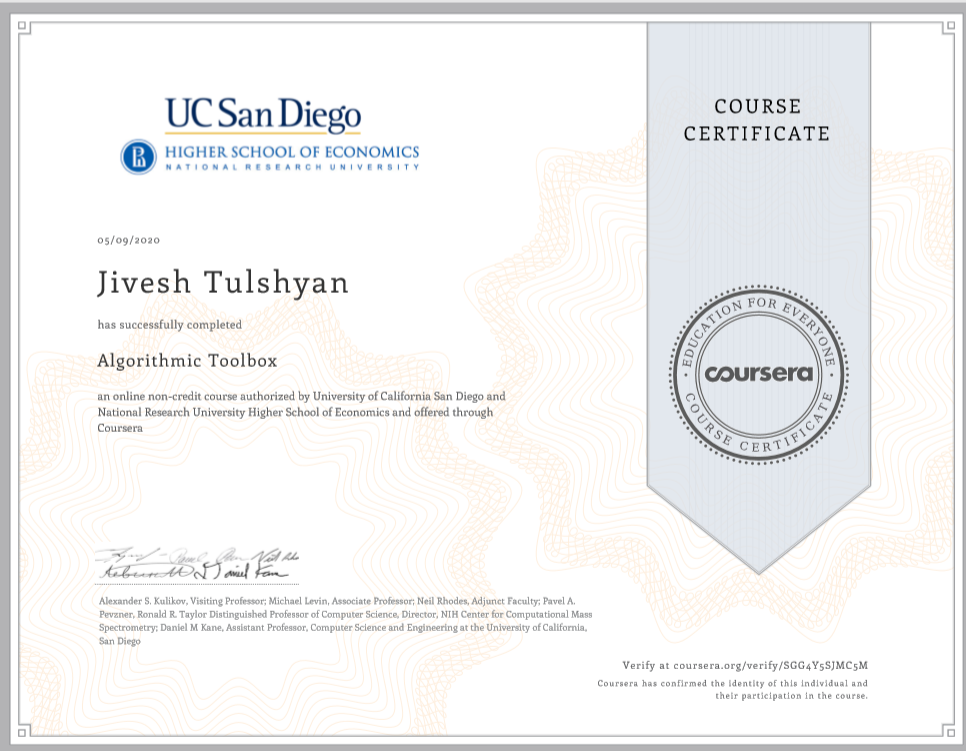 UC San Diego
HIGHER SCHOOL OF ECONOMICS
NATIONAL RESEARCH UNIVERSITY
COURSE
CERTIFICATE
05/09/2020
Jivesh Tulshyan
has successfully completed
Algorithmic Toolbox
an online non-credit course authorized by University of California San Diego and
National Research University Higher School of Economics and offered through
Coursera
EDUCATION FOR EVERYONE
coursera
COURSE CERTIFICATE
Alexander S. Kulikov, Visiting Professor; Michael Levin, Associate Professor; Neil Rhodes, Adjunct Faculty; Pavel A.
Pevzner, Ronald R. Taylor Distinguished Professor of Computer Science, Director, NIH Center for Computational Mass
Spectrometry; Daniel M Kane, Assistant Professor, Computer Science and Engineering at the University of California,
San Diego
Verify at coursera.org/verify/SGG4Y5SJMC5M
Coursera has confirmed the identity of this individual and
their participation in the course.